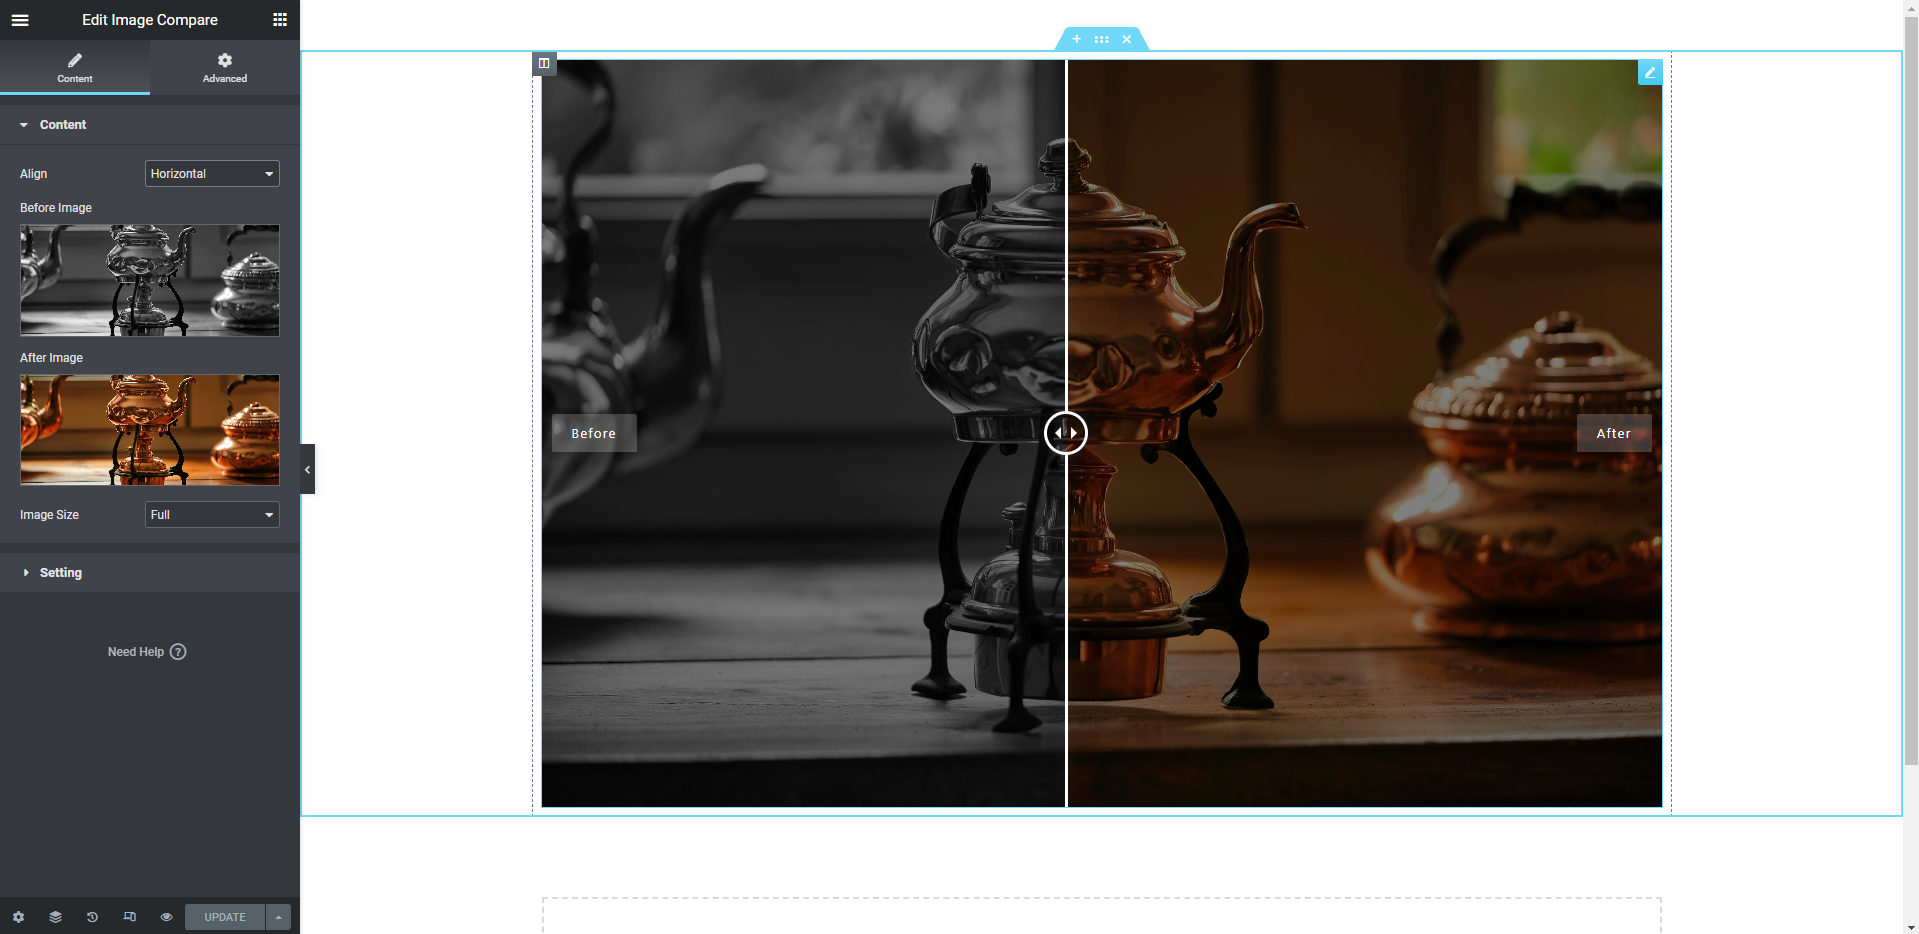 Edit Image Compare
Content
Advanced
Content
Align
Horizontal
Before Image
After Image
Image Size
Full
Setting
Need Help ?
UPDATE
Before
After